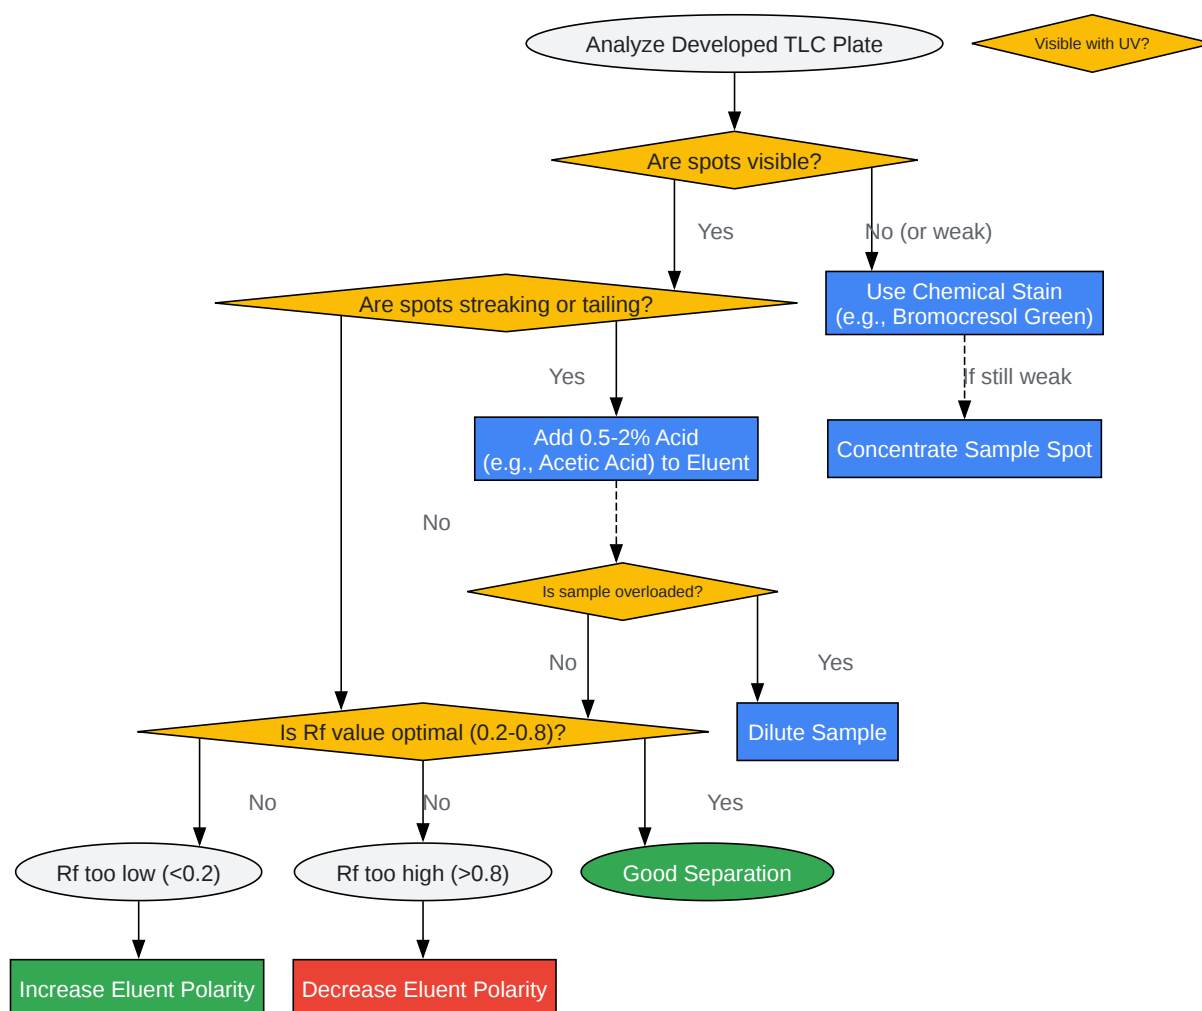 Analyze Developed TLC Plate
Visible with UV?
Are spots visible?
Yes
No (or weak)
Are spots streaking or tailing?
Use Chemical Stain
(e.g., Bromocresol Green)
Yes
If still weak
Add 0.5-2% Acid
(e.g., Acetic Acid) to Eluent
Concentrate Sample Spot
No
Is sample overloaded?
No
Yes
Is Rf value optimal (0.2-0.8)?
Dilute Sample
No
No
Yes
Rf too low (<0.2)
Rf too high (>0.8)
Good Separation
Increase Eluent Polarity
Decrease Eluent Polarity